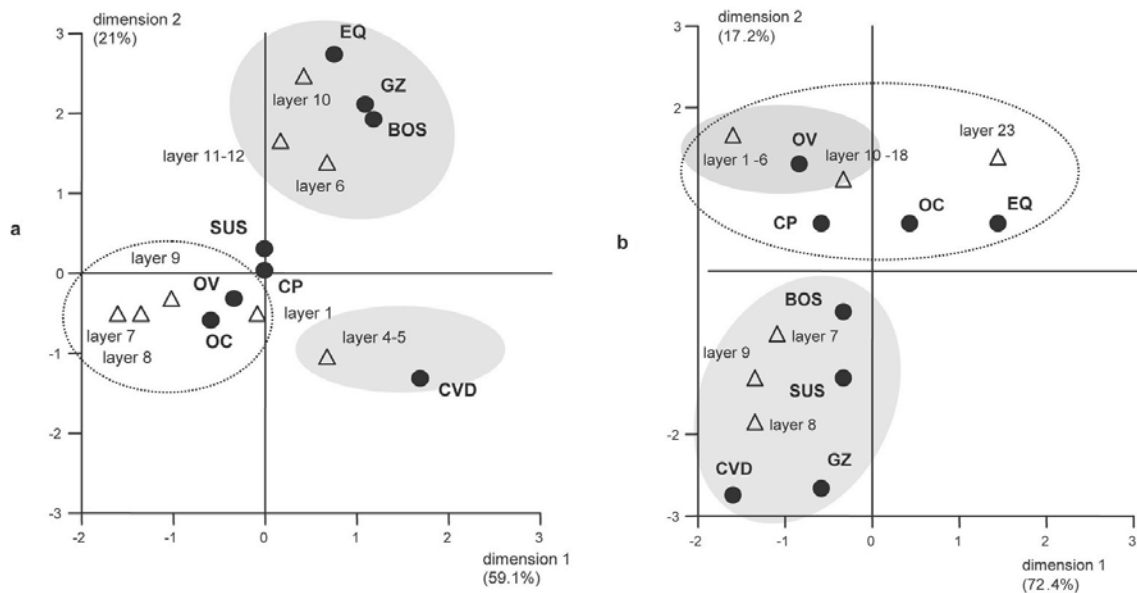 dimension 2
(21%)
3
2
1
0
-1
-2
-3
-2
-1
0
1
2
3
dimension 1
(59.1%)
a
EQ
layer 10
GZ
BOS
layer 11-12
layer 6
SUS
layer 9
OV
CP
layer 1
layer 7
OC
layer 8
layer 4-5
CVD
dimension 2
(17.2%)
3
2
-2
-3
-2
-1
0
1
2
3
dimension 1
(72.4%)
b
OV
layer 23
layer 1 -6
layer 10 -18
CP
OC
EQ
BOS
layer 7
layer 9
SUS
layer 8
CVD
GZ